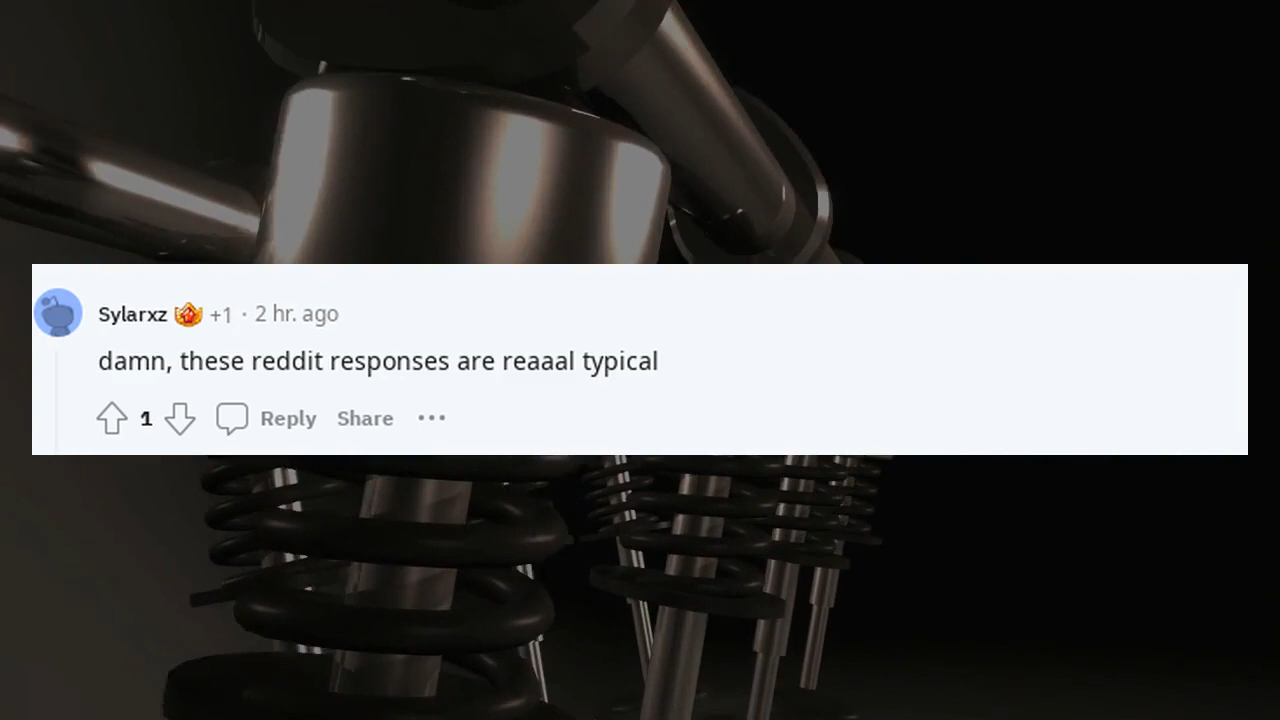 Sylarxz +1 · 2 hr. ago
damn, these reddit responses are reaaal typical
1 Reply Share ···